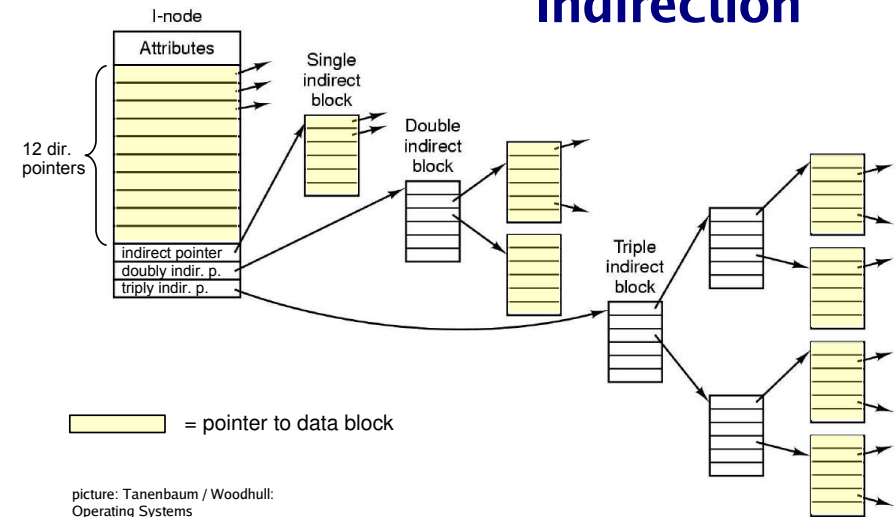 Indirection
I-node
Attributes
12 dir.
pointers
indirect pointer
doubly indir. p.
triply indir. p.
Single
indirect
block
Double
indirect
block
Triple
indirect
block
= pointer to data block
picture: Tanenbaum / Woodhull:
Operating Systems